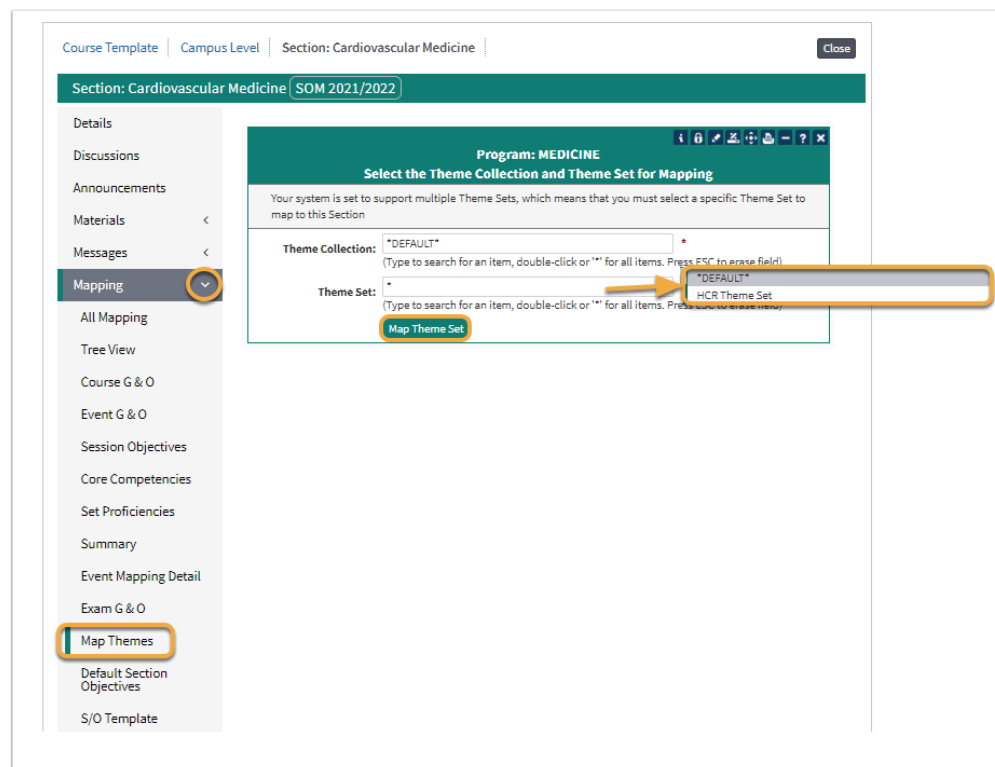 Course Template Campus Level Section: Cardiovascular Medicine Close
Section: Cardiovascular Medicine SOM 2021/2022
Details
Discussions
Announcements
Materials
Messages
Mapping
All Mapping
Tree View
Course G & O
Event G & O
Session Objectives
Core Competencies
Set Proficiencies
Summary
Event Mapping Detail
Exam G & O
Map Themes
Default Section
Objectives
S/O Template
Program: MEDICINE
Select the Theme Collection and Theme Set for Mapping
Your system is set to support multiple Theme Sets, which means that you must select a specific Theme Set to
map to this Section
Theme Collection: *DEFAULT* *
(Type to search for an item, double-click or '*' for all items. Press ESC to erase field)
Theme Set: *
*DEFAULT*
HCR Theme Set
(Type to search for an item, double-click or '*' for all items. Press ESC to erase field)
Map Theme Set